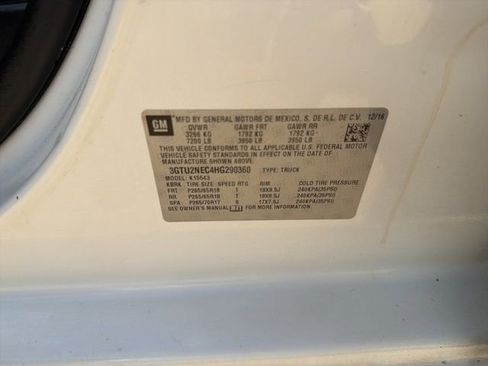 GM
MFD BY GENERAL MOTORS DE MEXICO, S. DE R.L. DE C.V. 12/16
GVWR GAWR FRT GAWR RR
3266 KG 1792 KG 1792 KG
7200 LB 3950 LB 3950 LB
THIS VEHICLE CONFORMS TO ALL APPLICABLE U.S. FEDERAL MOTOR
VEHICLE SAFETY STANDARDS IN EFFECT ON THE DATE OF
MANUFACTURE SHOWN ABOVE.
3GTU2NEC4HG299360 TYPE: TRUCK
MODEL: K15543
KBRK TIRE SIZE SPEED RTG RIM COLD TIRE PRESSURE
FRT P265/65R18 18X8.5J 240KPA/35PSI
RR P265/65R18 18X8.5J 240KPA/35PSI
SPA P265/70R17 17X7.5J 240KPA/35PSI
SEE OWNER'S MANUAL FOR MORE INFORMATION.